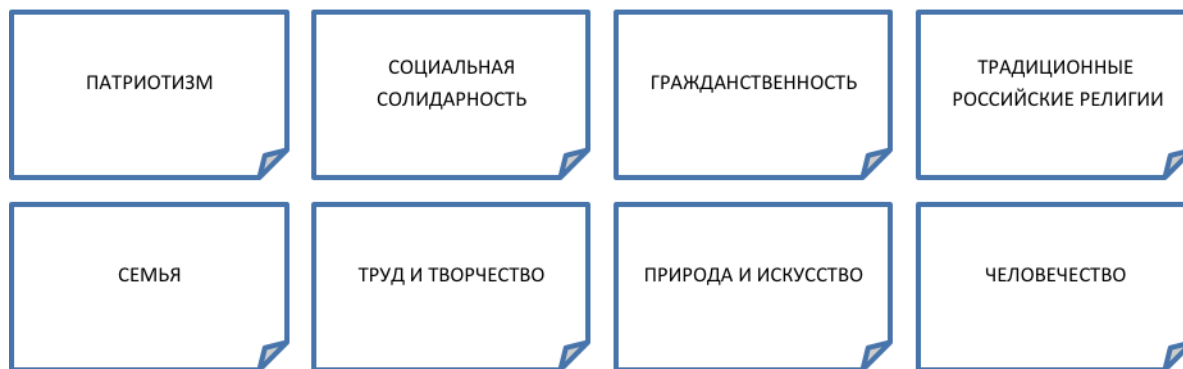 ПАТРИОТИЗМ
СОЦИАЛЬНАЯ
СОЛИДАРНОСТЬ
ГРАЖДАНСТВЕННОСТЬ
ТРАДИЦИОННЫЕ
РОССИЙСКИЕ РЕЛИГИИ
СЕМЬЯ
ТРУД И ТВОРЧЕСТВО
ПРИРОДА И ИСКУССТВО
ЧЕЛОВЕЧЕСТВО